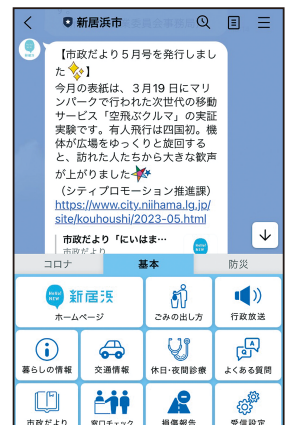 新居浜市
【市政だより５月号を発行しまし
た✨】
今月の表紙は、３月19日にマリ
ンパークで行われた次世代の移動
サービス「空飛ぶクルマ」の実証
実験です。有人飛行は四国初。機
体が広場をゆっくりと旋回する
と、訪れた人たちから大きな歓声
が上がりました
（シティプロモーション推進課）
https://www.city.niihama.lg.jp/
site/kouhoushi/2023-05.html
市政だより「にいはま…
市政だより
コロナ 基本 防災
Hello! NEW 新居浜
ホームページ ごみの出し方 行政放送
暮らしの情報 交通情報 休日・夜間診療 よくある質問
市政だより 窓口チェック 損傷報告 受信設定